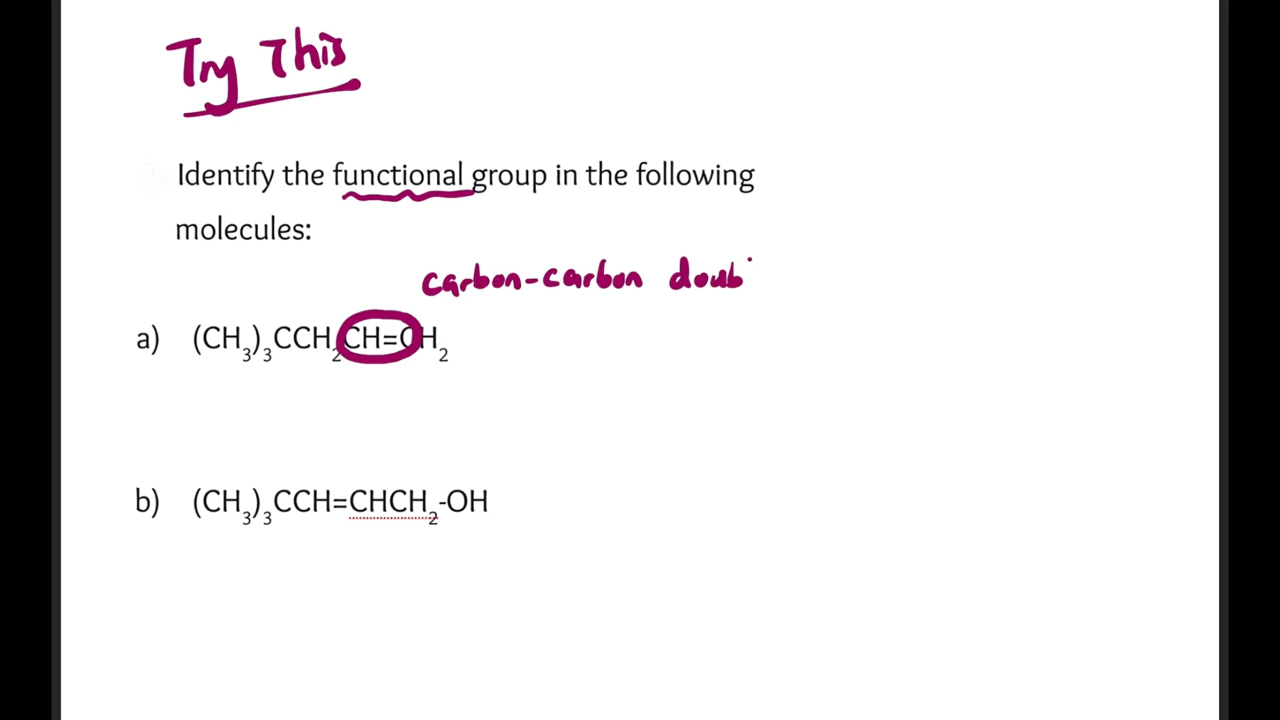 Try This
Identify the functional group in the following
molecules:
carbon-carbon doub
a) (CH₃)₃CCH₂CH=CH₂
b) (CH₃)₃CCH=CHCH₂-OH